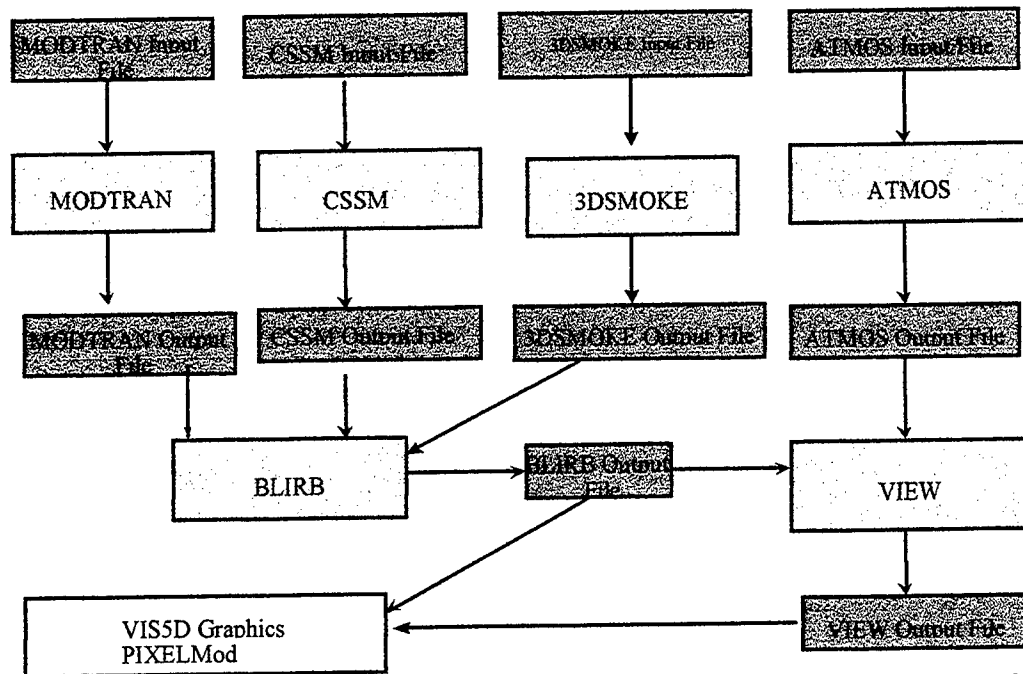 MODTRAN Input
File
CSSM Input File
3DSMOKE Input File
ATMOS Input File
MODTRAN
CSSM
3DSMOKE
ATMOS
MODTRAN Output
File
CSSM Output File
3DSMOKE Output File
ATMOS Output File
BLIRB
BLIRB Output
File
VIEW
VIS5D Graphics
PIXELMod
VIEW Output File